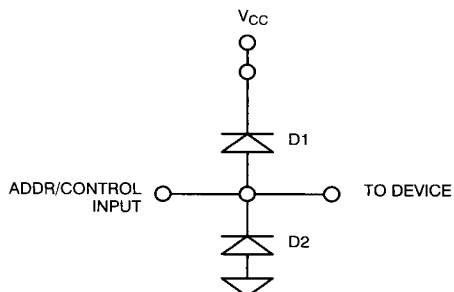 VCC
D1
ADDR/CONTROL
INPUT
TO DEVICE
D2